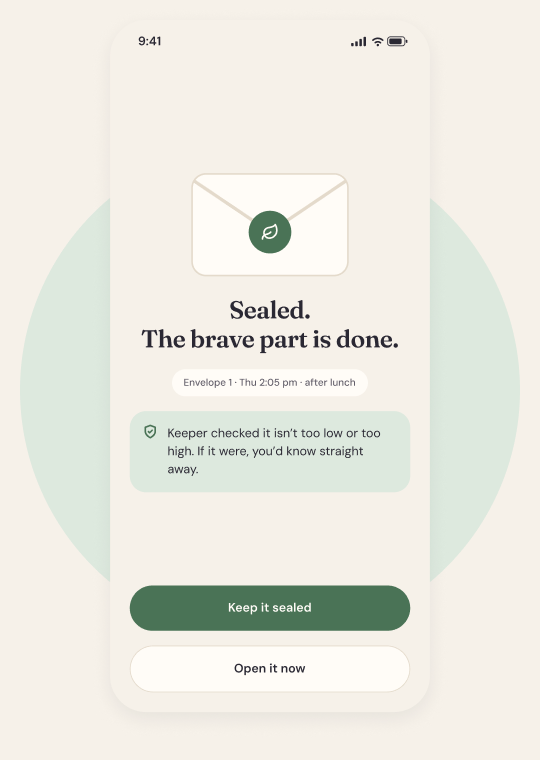 9:41
Sealed.
The brave part is done.
Envelope 1 · Thu 2:05 pm · after lunch
Keeper checked it isn’t too low or too
high. If it were, you’d know straight
away.
Keep it sealed
Open it now